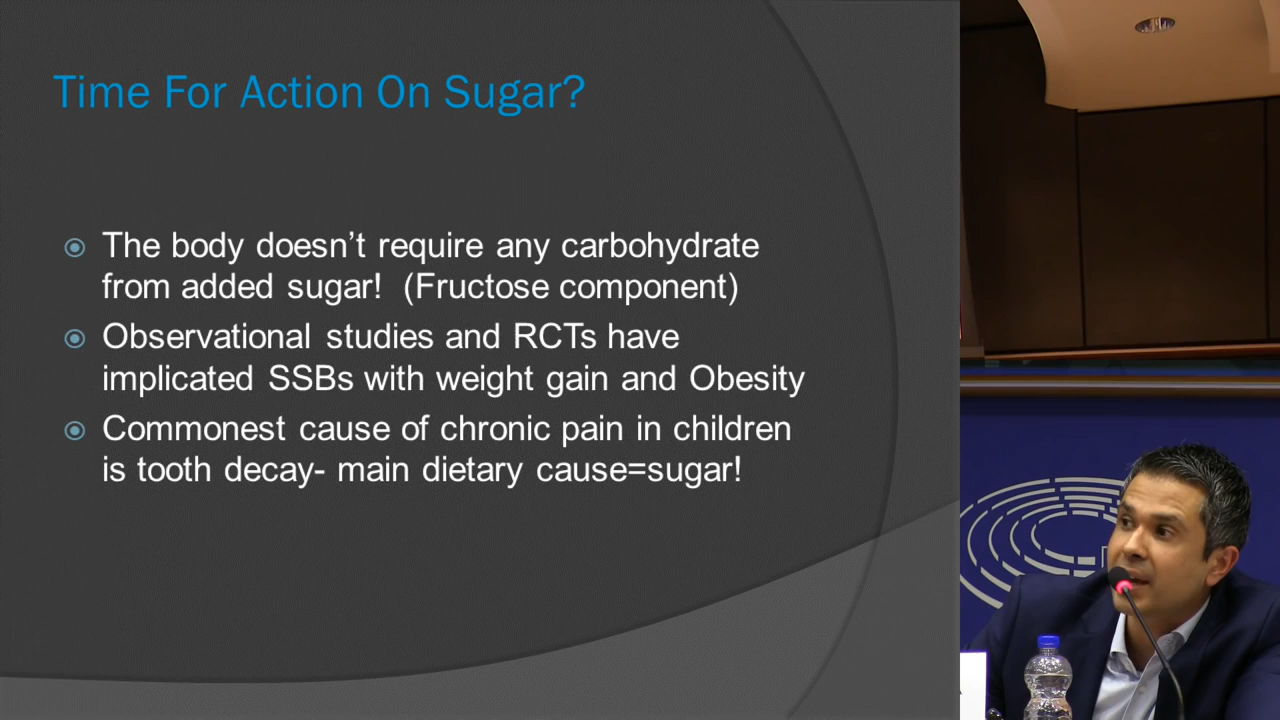 Time For Action On Sugar?
The body doesn’t require any carbohydrate
from added sugar!  (Fructose component)
Observational studies and RCTs have
implicated SSBs with weight gain and Obesity
Commonest cause of chronic pain in children
is tooth decay- main dietary cause=sugar!